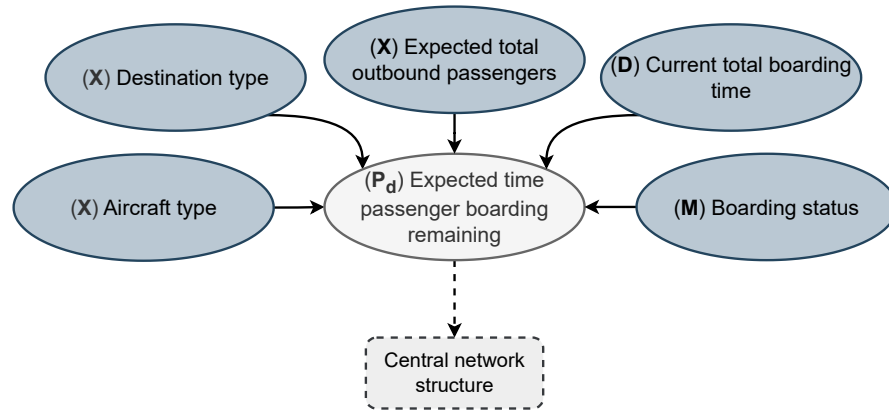 (X) Destination type
(X) Expected total
outbound passengers
(D) Current total boarding
time
(X) Aircraft type
(Pd) Expected time
passenger boarding
remaining
(M) Boarding status
Central network
structure